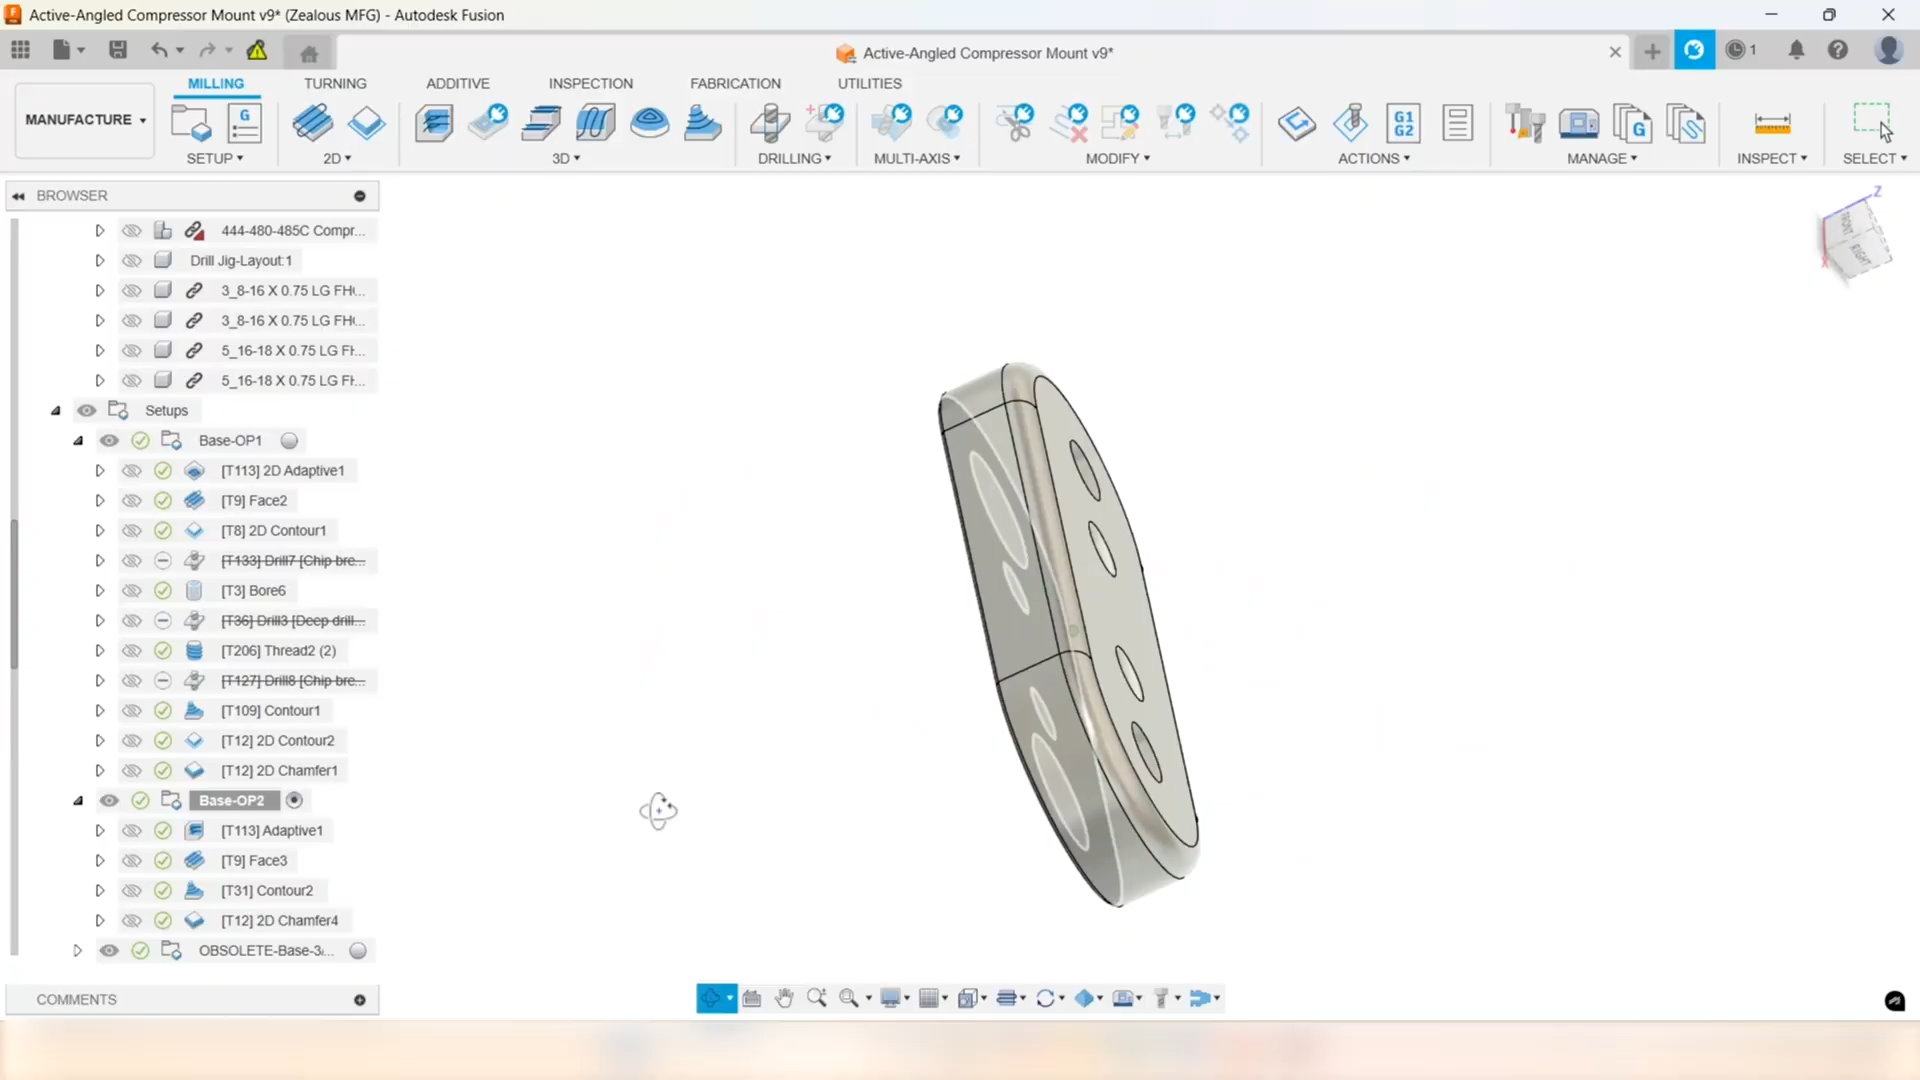 Active-Angled Compressor Mount v9* (Zealous MFG) - Autodesk Fusion
Active-Angled Compressor Mount v9*
1
MILLING TURNING ADDITIVE INSPECTION FABRICATION UTILITIES
MANUFACTURE
G
G1
G2
G
SETUP 2D 3D DRILLING MULTI-AXIS MODIFY ACTIONS MANAGE INSPECT SELECT
BROWSER
444-480-485C Compr...
Drill Jig-Layout:1
3_8-16 X 0.75 LG FH(...
3_8-16 X 0.75 LG FH(...
5_16-18 X 0.75 LG FH...
5_16-18 X 0.75 LG FH...
Setups
Base-OP1
[T113] 2D Adaptive1
[T9] Face2
[T8] 2D Contour1
[T133] Drill7 [Chip bre...
[T3] Bore6
[T36] Drill3 [Deep drill...
[T206] Thread2 (2)
[T127] Drill8 [Chip bre...
[T109] Contour1
[T12] 2D Contour2
[T12] 2D Chamfer1
Base-OP2
[T113] Adaptive1
[T9] Face3
[T31] Contour2
[T12] 2D Chamfer4
OBSOLETE-Base-3/...
COMMENTS
Z
FRONT
RIGHT
X